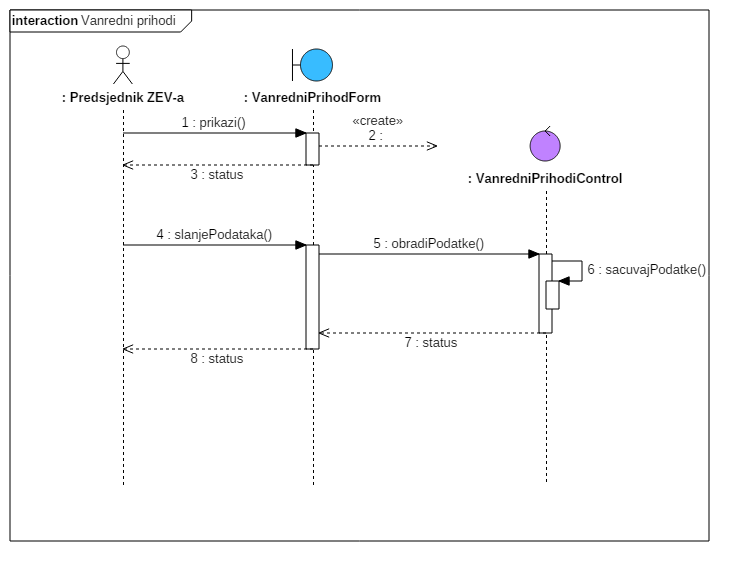 interaction Vanredni prihodi
: Predsjednik ZEV-a
: VanredniPrihodForm
1 : prikazi()
«create»
2 :
3 : status
: VanredniPrihodiControl
4 : slanjePodataka()
5 : obradiPodatke()
6 : sacuvajPodatke()
7 : status
8 : status